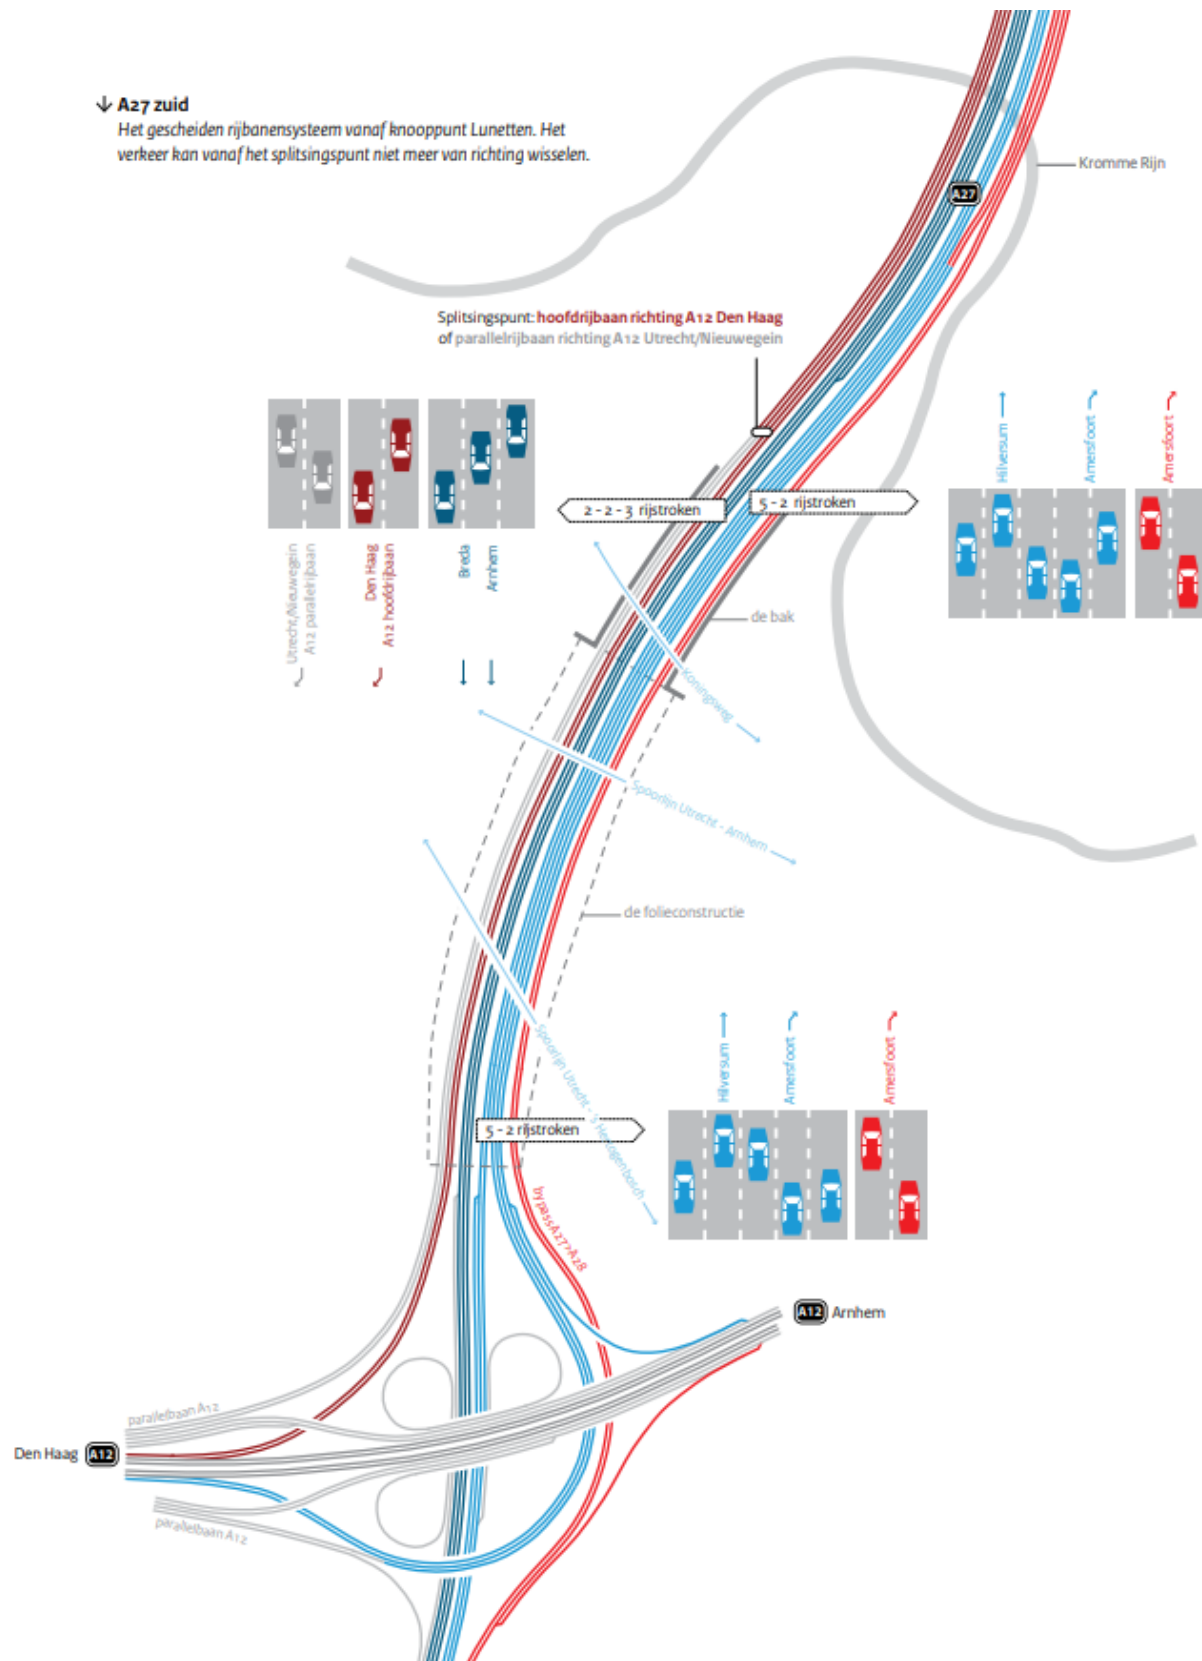 A27 zuid
Het gescheiden rijbanensysteem vanaf knooppunt Lunetten. Het
verkeer kan vanaf het splitsingspunt niet meer van richting wisselen.
Kromme Rijn
A27
Splitsingspunt: hoofdrijbaan richting A12 Den Haag
of parallelrijbaan richting A12 Utrecht/Nieuwegein
Hilversum
Amersfoort
Amersfoort
2 - 2 - 3 rijstroken
5 - 2 rijstroken
Utrecht/Nieuwegein
A12 parallelrijbaan
Den Haag
A12 hoofdrijbaan
Breda
Arnhem
de bak
Koningsweg
Spoorlijn Utrecht - Arnhem
de folieconstructie
Spoorlijn Utrecht - 's Hertogenbosch
Hilversum
Amersfoort
Amersfoort
5 - 2 rijstroken
bypass A27>A28
A12 Arnhem
parallelbaan A12
Den Haag A12
parallelbaan A12